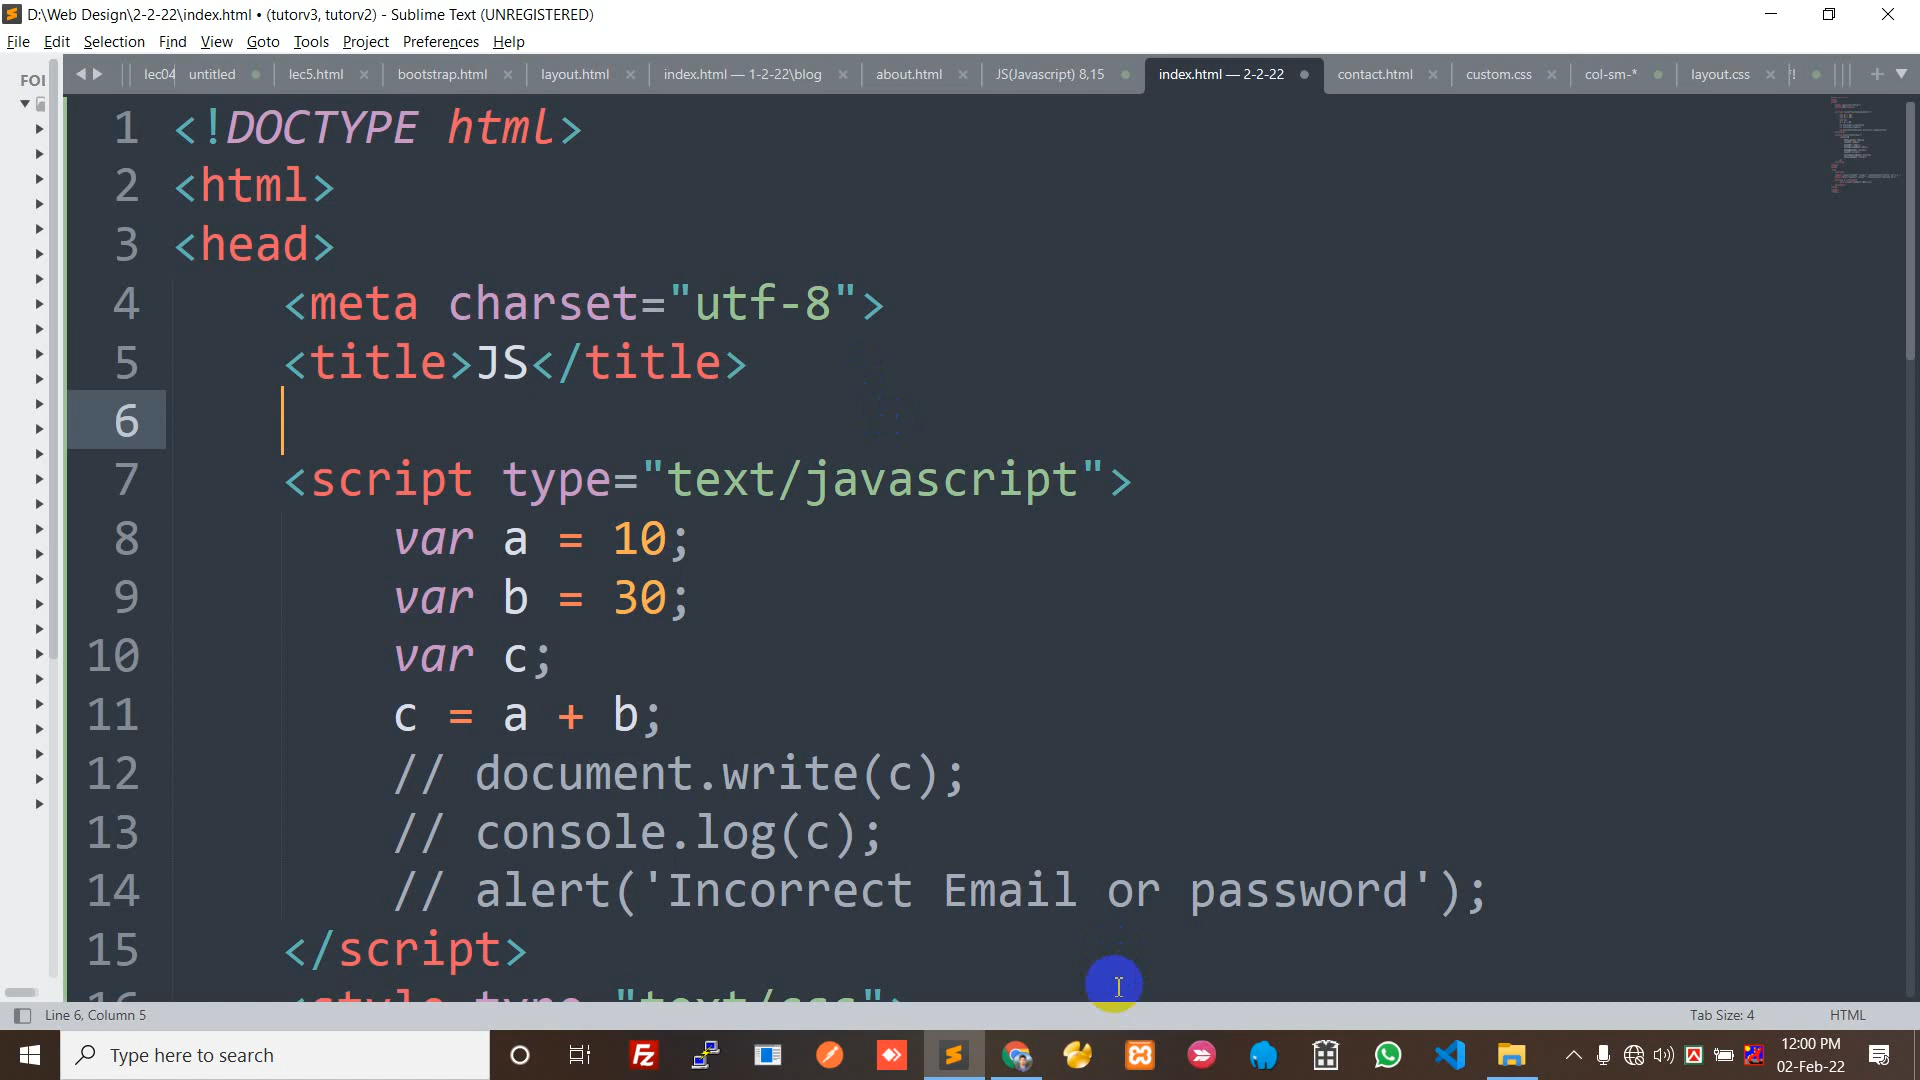 D:\Web Design\2-2-22\index.html • (tutorv3, tutorv2) - Sublime Text (UNREGISTERED)
File Edit Selection Find View Goto Tools Project Preferences Help
FOI
lec04 untitled lec5.html bootstrap.html layout.html index.html — 1-2-22\blog about.html JS(Javascript) 8,15 index.html — 2-2-22 contact.html custom.css col-sm-* layout.css
1 <!DOCTYPE html>
2 <html>
3 <head>
4 <meta charset="utf-8">
5 <title>JS</title>
6
7 <script type="text/javascript">
8 var a = 10;
9 var b = 30;
10 var c;
11 c = a + b;
12 // document.write(c);
13 // console.log(c);
14 // alert('Incorrect Email or password');
15 </script>
16 <style type="text/css">
Line 6, Column 5
Tab Size: 4
HTML
Type here to search
12:00 PM
02-Feb-22